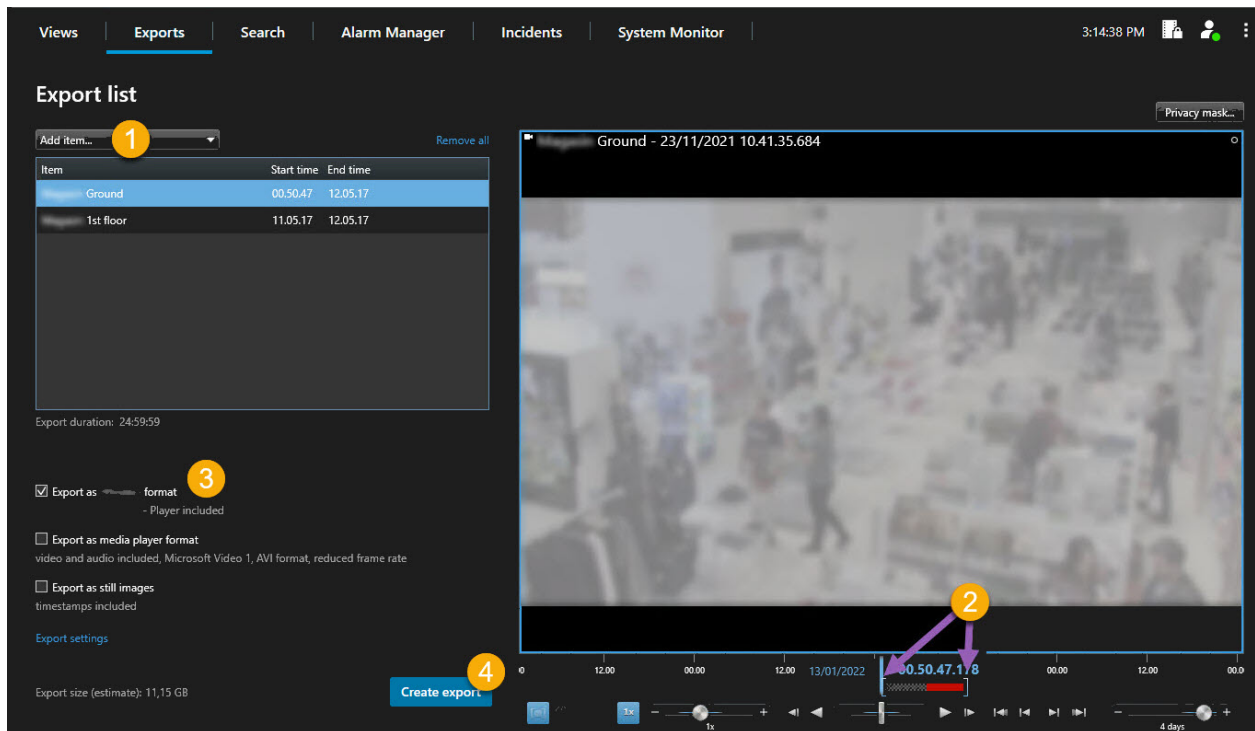 Views Exports Search Alarm Manager Incidents System Monitor 3:14:38 PM
Export list
Privacy mask...
Add item... 1 Remove all
Item Start time End time
Ground 00.50.47 12.05.17
1st floor 11.05.17 12.05.17
Export duration: 24:59:59
3
Export as format
- Player included
Export as media player format
video and audio included, Microsoft Video 1, AVI format, reduced frame rate
Export as still images
timestamps included
Export settings
4
Export size (estimate): 11,15 GB Create export
Ground - 23/11/2021 10.41.35.684
2
12.00 00.00 12.00 13/01/2022 00.50.47.178 00.00 12.00 00.0
1x - + - +
1x 4 days